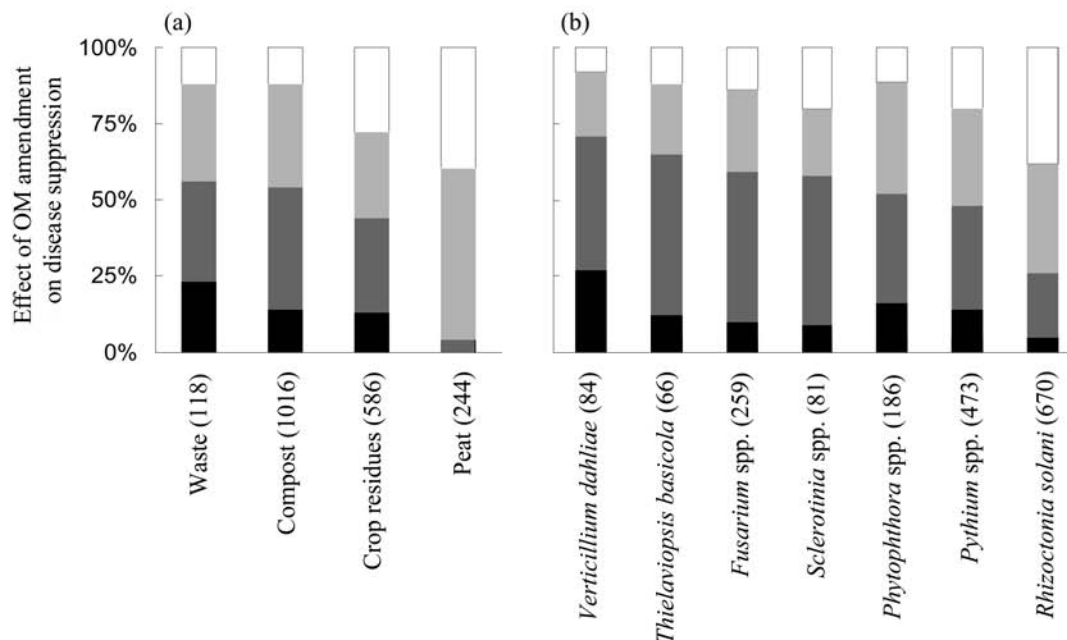 (a)
(b)
Effect of OM amendment
on disease suppression
100%
75%
50%
25%
0%
Waste (118)
Compost (1016)
Crop residues (586)
Peat (244)
Verticillium dahliae (84)
Thielaviopsis basicola (66)
Fusarium spp. (259)
Sclerotinia spp. (81)
Phytophthora spp. (186)
Pythium spp. (473)
Rhizoctonia solani (670)